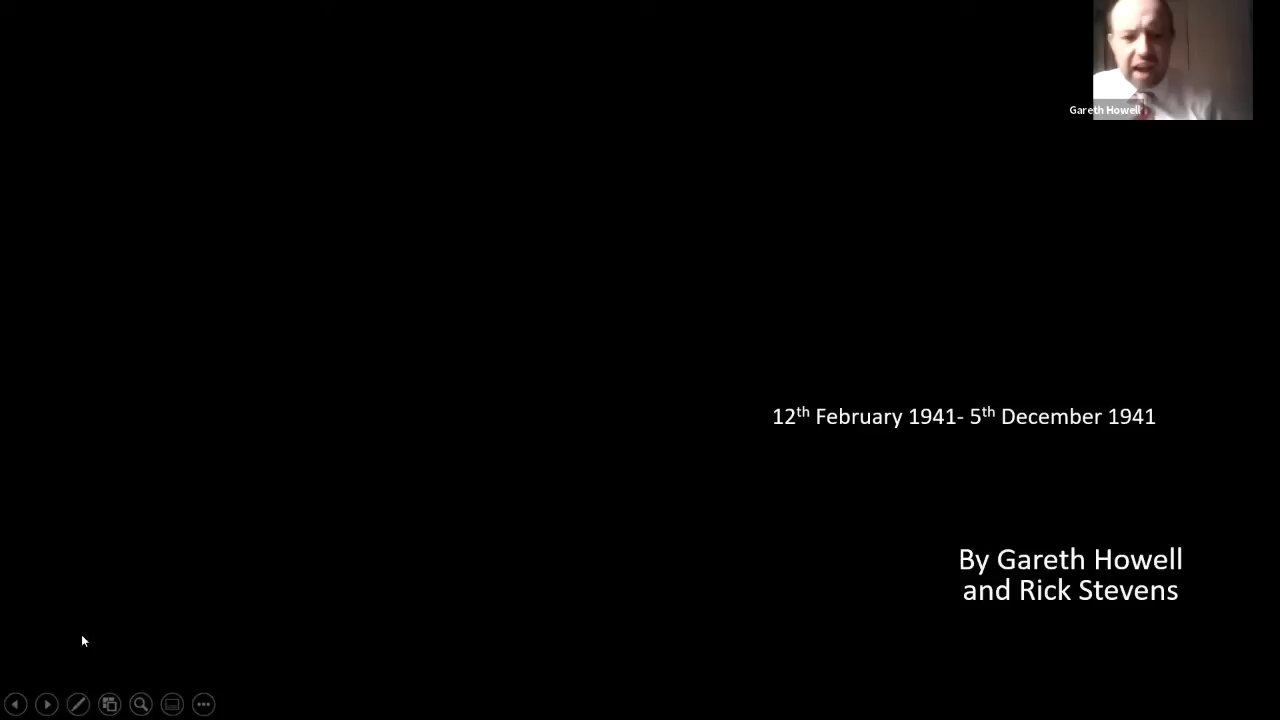 Gareth Howell
12th February 1941- 5th December 1941
By Gareth Howell
and Rick Stevens